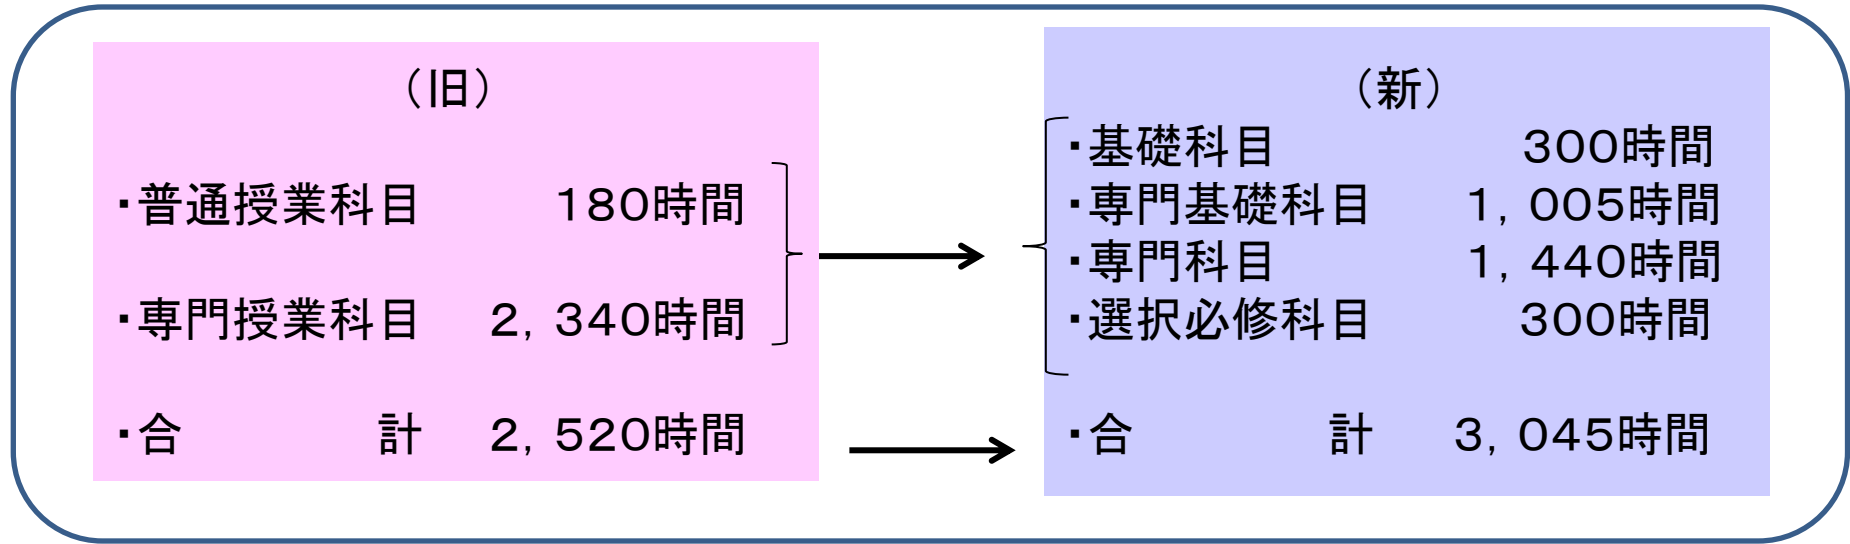 （旧）
・普通授業科目　180時間
・専門授業科目　2，340時間
・合　計　2，520時間
（新）
・基礎科目　300時間
・専門基礎科目　1，005時間
・専門科目　1，440時間
・選択必修科目　300時間
・合　計　3，045時間